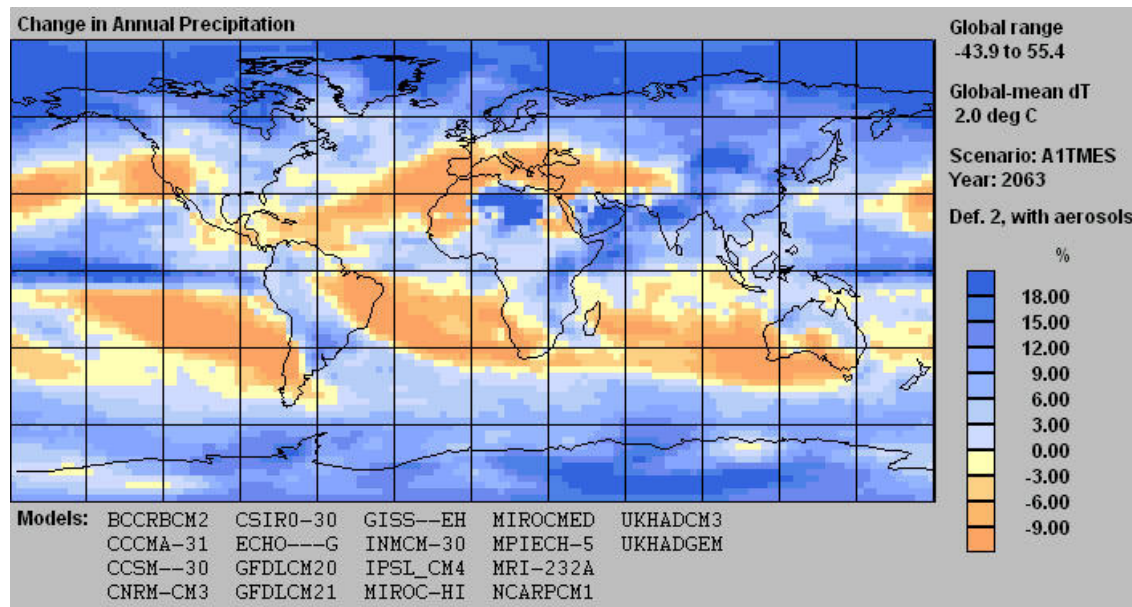 Change in Annual Precipitation
Global range
-43.9 to 55.4
Global-mean dT
2.0 deg C
Scenario: A1TMES
Year: 2063
Def. 2, with aerosols
%
18.00
15.00
12.00
9.00
6.00
3.00
0.00
-3.00
-6.00
-9.00
Models: BCCRBCM2 CSIRO-30 GISS--EH MIROCMED UKHADCM3
CCCMA-31 ECHO---G INMCM-30 MPIECH-5 UKHADGEM
CCSM--30 GFDLCM20 IPSL_CM4 MRI-232A
CNRM-CM3 GFDLCM21 MIROC-HI NCARPCM1